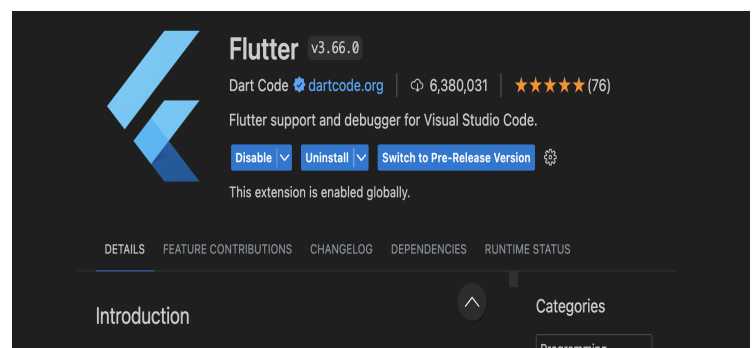 Flutter v3.66.0
Dart Code dartcode.org 6,380,031 (76)
Flutter support and debugger for Visual Studio Code.
Disable Uninstall Switch to Pre-Release Version
This extension is enabled globally.
DETAILS FEATURE CONTRIBUTIONS CHANGELOG DEPENDENCIES RUNTIME STATUS
Introduction
Categories
Programming